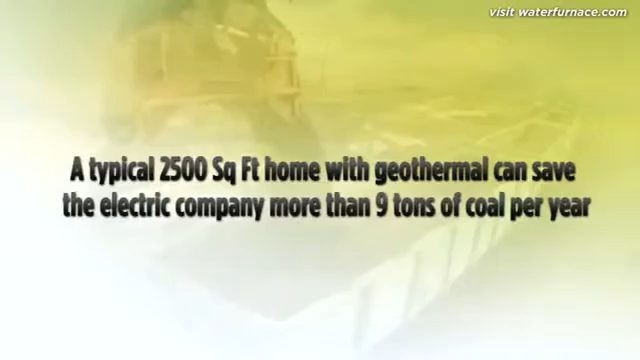 visit waterfurnace.com
A typical 2500 Sq Ft home with geothermal can save
the electric company more than 9 tons of coal per year